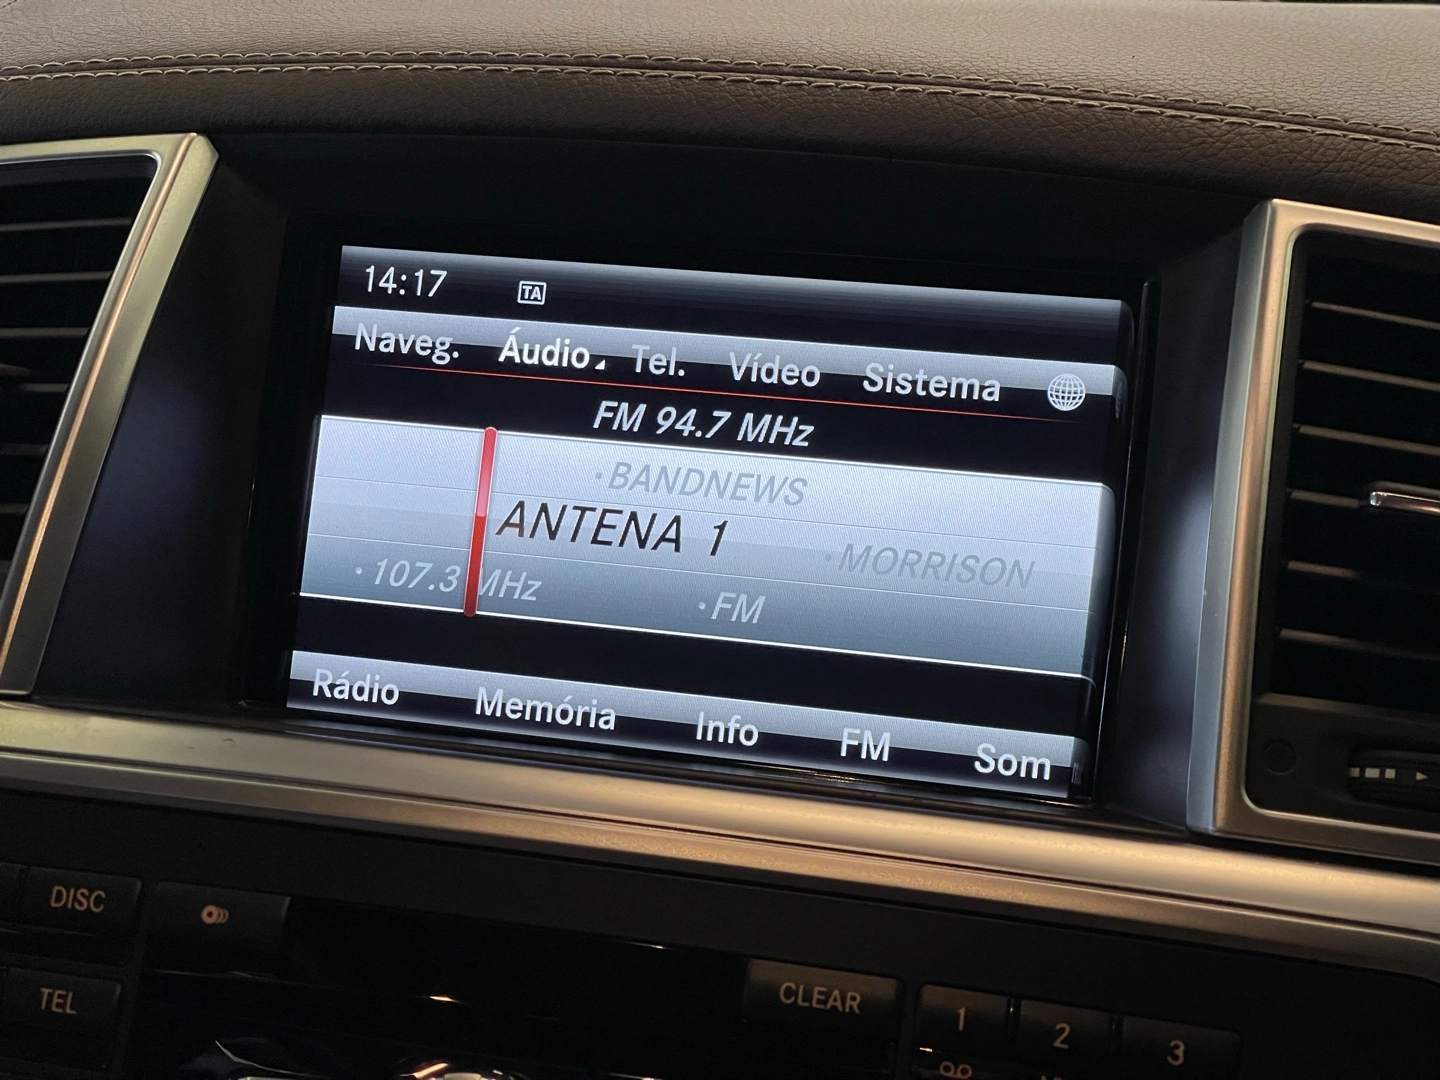 14:17 TA
Naveg. Áudio Tel. Vídeo Sistema
FM 94.7 MHz
•BANDNEWS
ANTENA 1
•MORRISON
•107.3 MHz
•FM
Rádio Memória Info FM Som
DISC
TEL
CLEAR
1 2 3